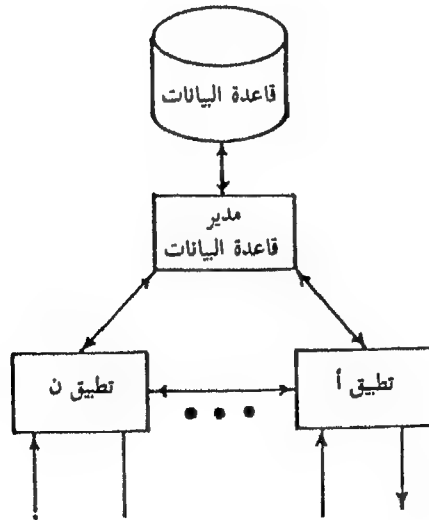 قاعدة البيانات
مدير
قاعدة البيانات
تطبيق أ
تطبيق ن